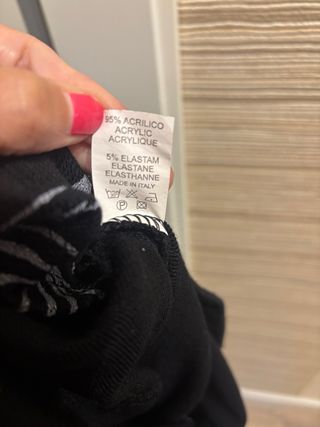 95% ACRILICO
ACRYLIC
ACRYLIQUE
5% ELASTAM
ELASTANE
ELASTHANNE
MADE IN ITALY
P